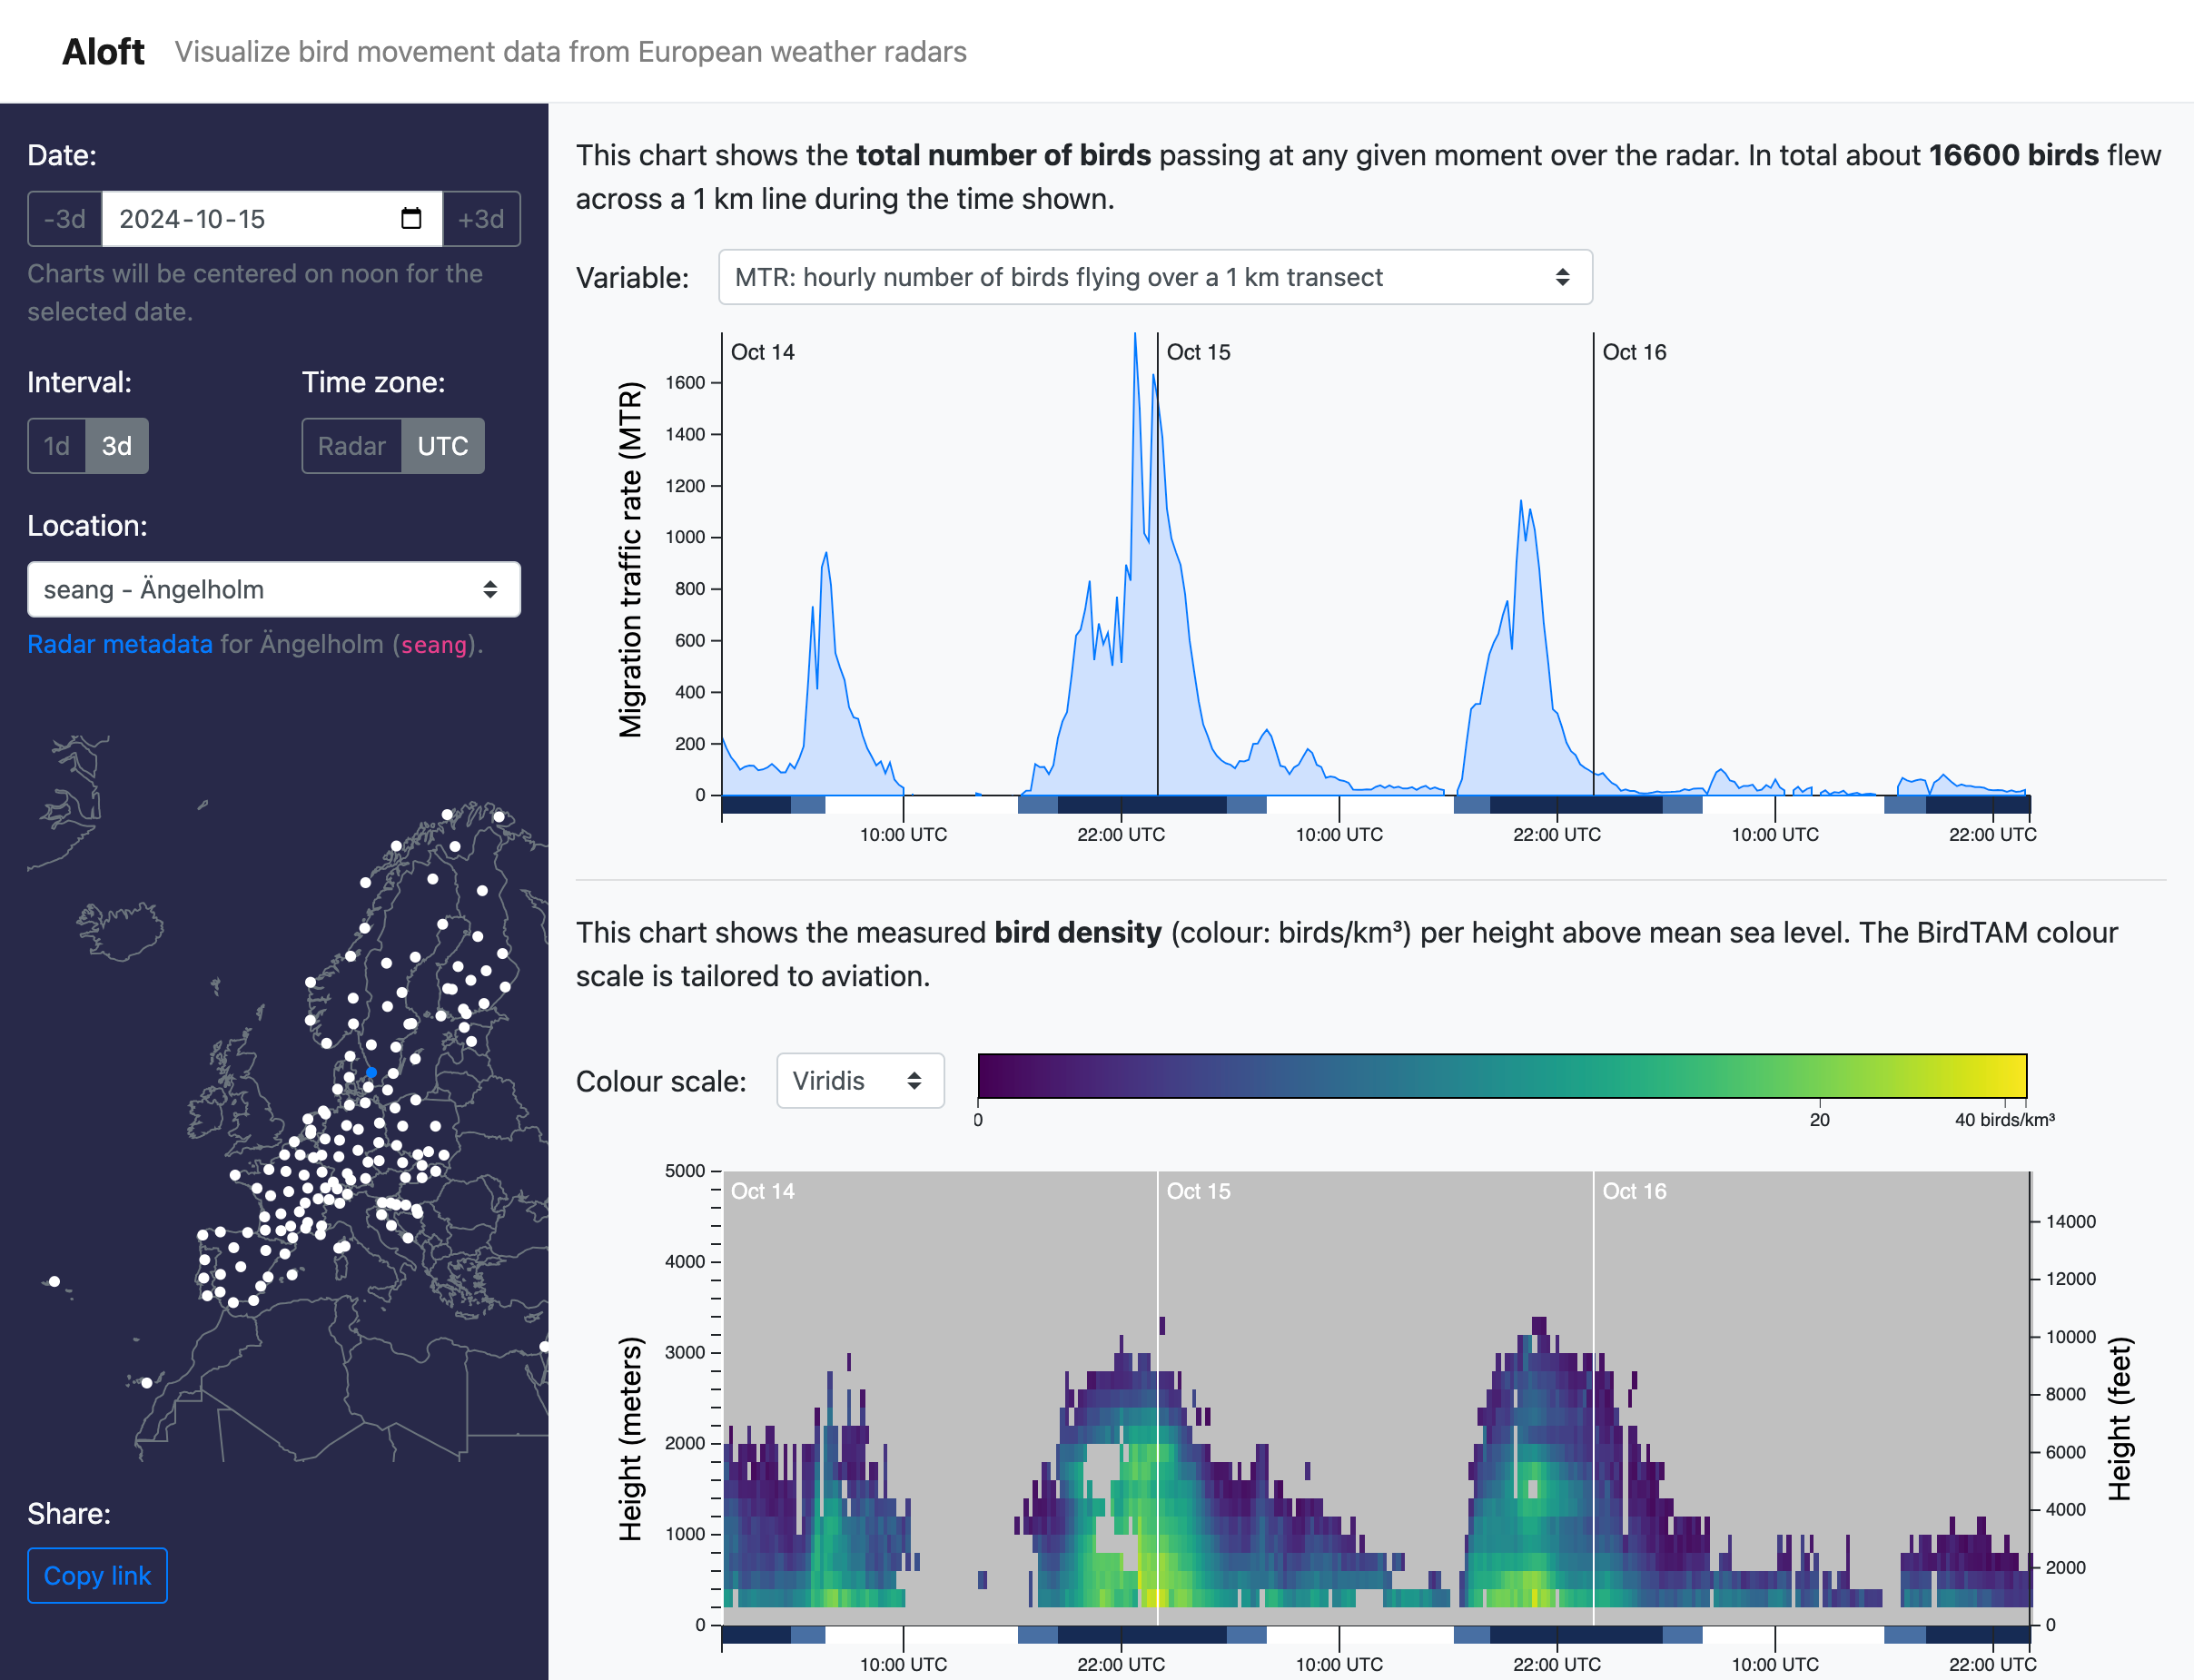 Aloft Visualize bird movement data from European weather radars
Date:
-3d 2024-10-15 +3d
Charts will be centered on noon for the
selected date.
Interval: Time zone:
1d 3d Radar UTC
Location:
seang - Ängelholm
Radar metadata for Ängelholm (seang).
Share:
Copy link
This chart shows the total number of birds passing at any given moment over the radar. In total about 16600 birds flew
across a 1 km line during the time shown.
Variable: MTR: hourly number of birds flying over a 1 km transect
Migration traffic rate (MTR)
Oct 14 Oct 15 Oct 16
1600
1400
1200
1000
800
600
400
200
0
10:00 UTC 22:00 UTC 10:00 UTC 22:00 UTC 10:00 UTC 22:00 UTC
This chart shows the measured bird density (colour: birds/km³) per height above mean sea level. The BirdTAM colour
scale is tailored to aviation.
Colour scale: Viridis
0 20 40 birds/km³
Height (meters)
5000
4000
3000
2000
1000
0
Oct 14 Oct 15 Oct 16
14000
12000
10000
8000
6000
4000
2000
0
Height (feet)
10:00 UTC 22:00 UTC 10:00 UTC 22:00 UTC 10:00 UTC 22:00 UTC